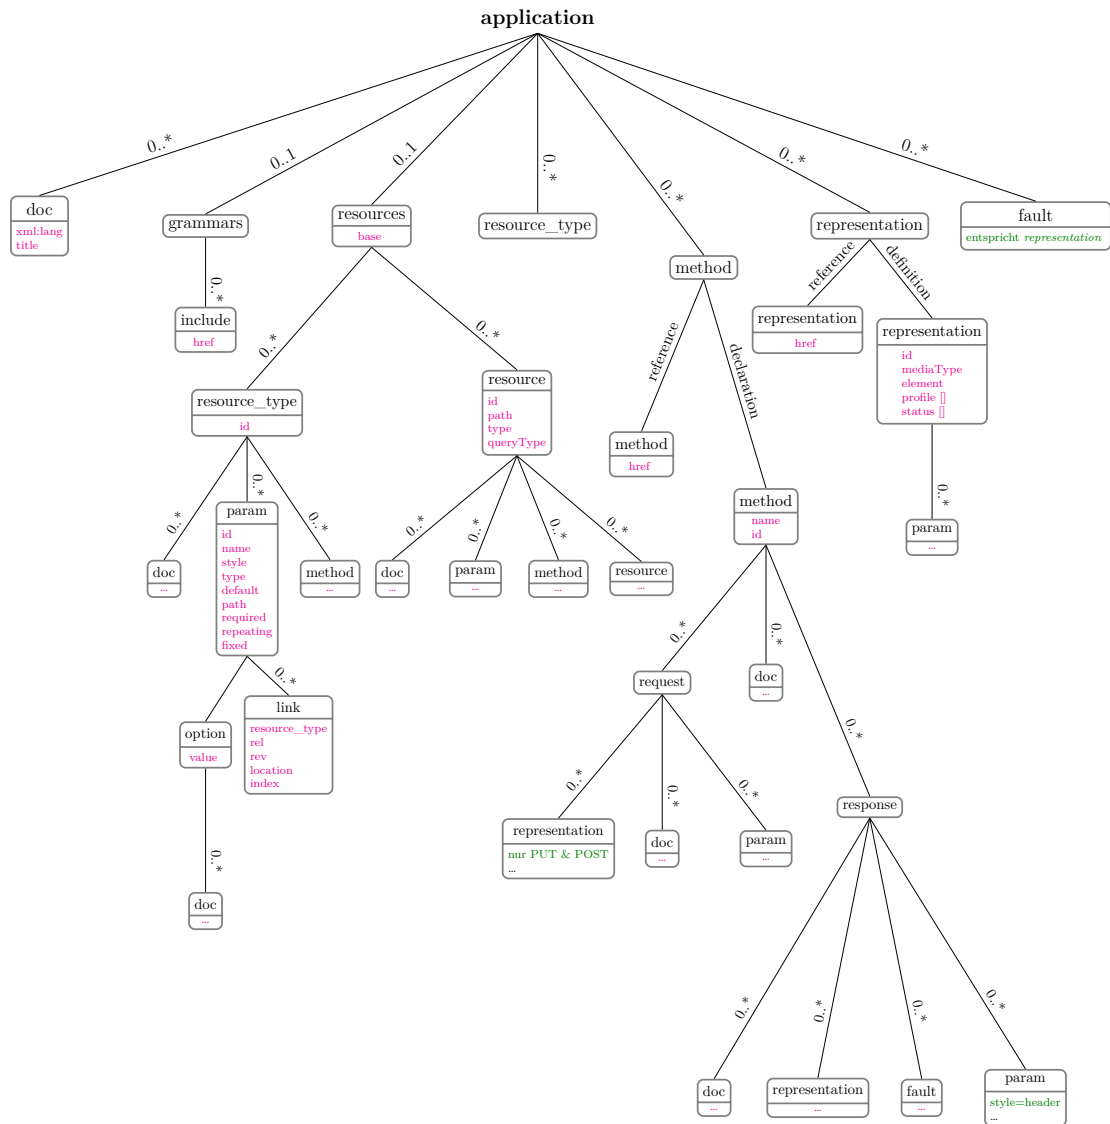 application
0..*
0..1
0..1
0..*
0..*
0..*
0..*
doc
xml:lang
title
grammars
resources
base
resource_type
method
representation
fault
entspricht representation
0..*
include
href
0..*
0..*
reference
declaration
reference
definition
representation
href
representation
id
mediaType
element
profile []
status []
resource_type
id
resource
id
path
type
queryType
method
href
method
name
id
0..*
param
...
0..*
0..*
0..*
doc
...
param
id
name
style
type
default
path
required
repeating
fixed
method
...
0..*
0..*
0..*
0..*
doc
...
param
...
method
...
resource
...
0..*
0..*
0..*
request
doc
...
0..*
option
value
link
resource_type
rel
rev
location
index
0..*
doc
...
0..*
0..*
0..*
representation
nur PUT & POST
...
doc
...
param
...
response
0..*
0..*
0..*
0..*
doc
...
representation
...
fault
...
param
style=header
...